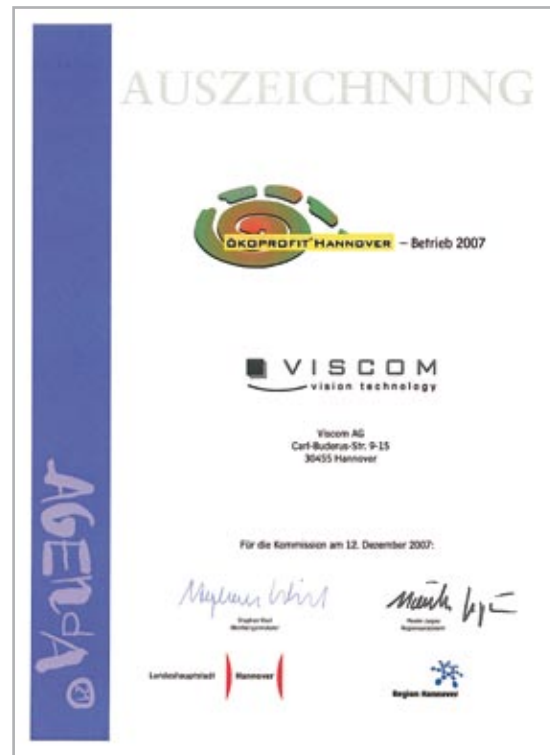 AUSZEICHNUNG
ÖKOPROFIT® HANNOVER – Betrieb 2007
VISCOM
vision technology
Viscom AG
Carl-Buderus-Str. 9-15
30455 Hannover
Für die Kommission am 12. Dezember 2007:
Landeshauptstadt Hannover
Region Hannover
AGENdA 21